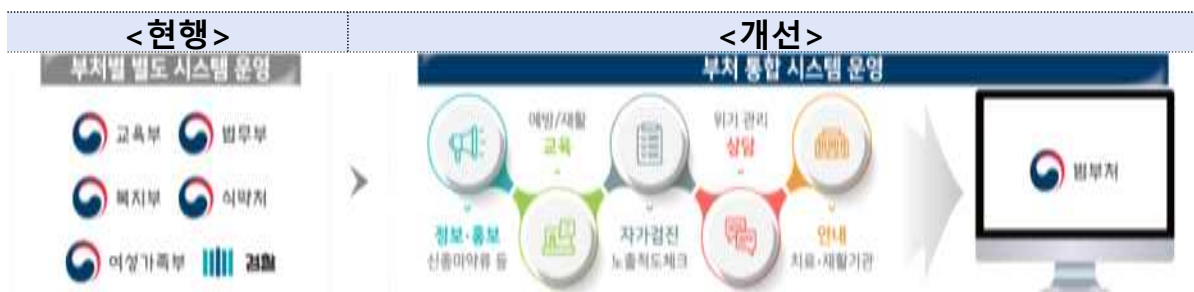 <현행>
<개선>
부처별 별도 시스템 운영
부처 통합 시스템 운영
교육부
법무부
복지부
식약처
여성가족부
검찰
예방/재활
교육
위기 관리
상담
정보·홍보
신종마약류 등
자가검진
노출척도체크
안내
치료·재활기관
범부처